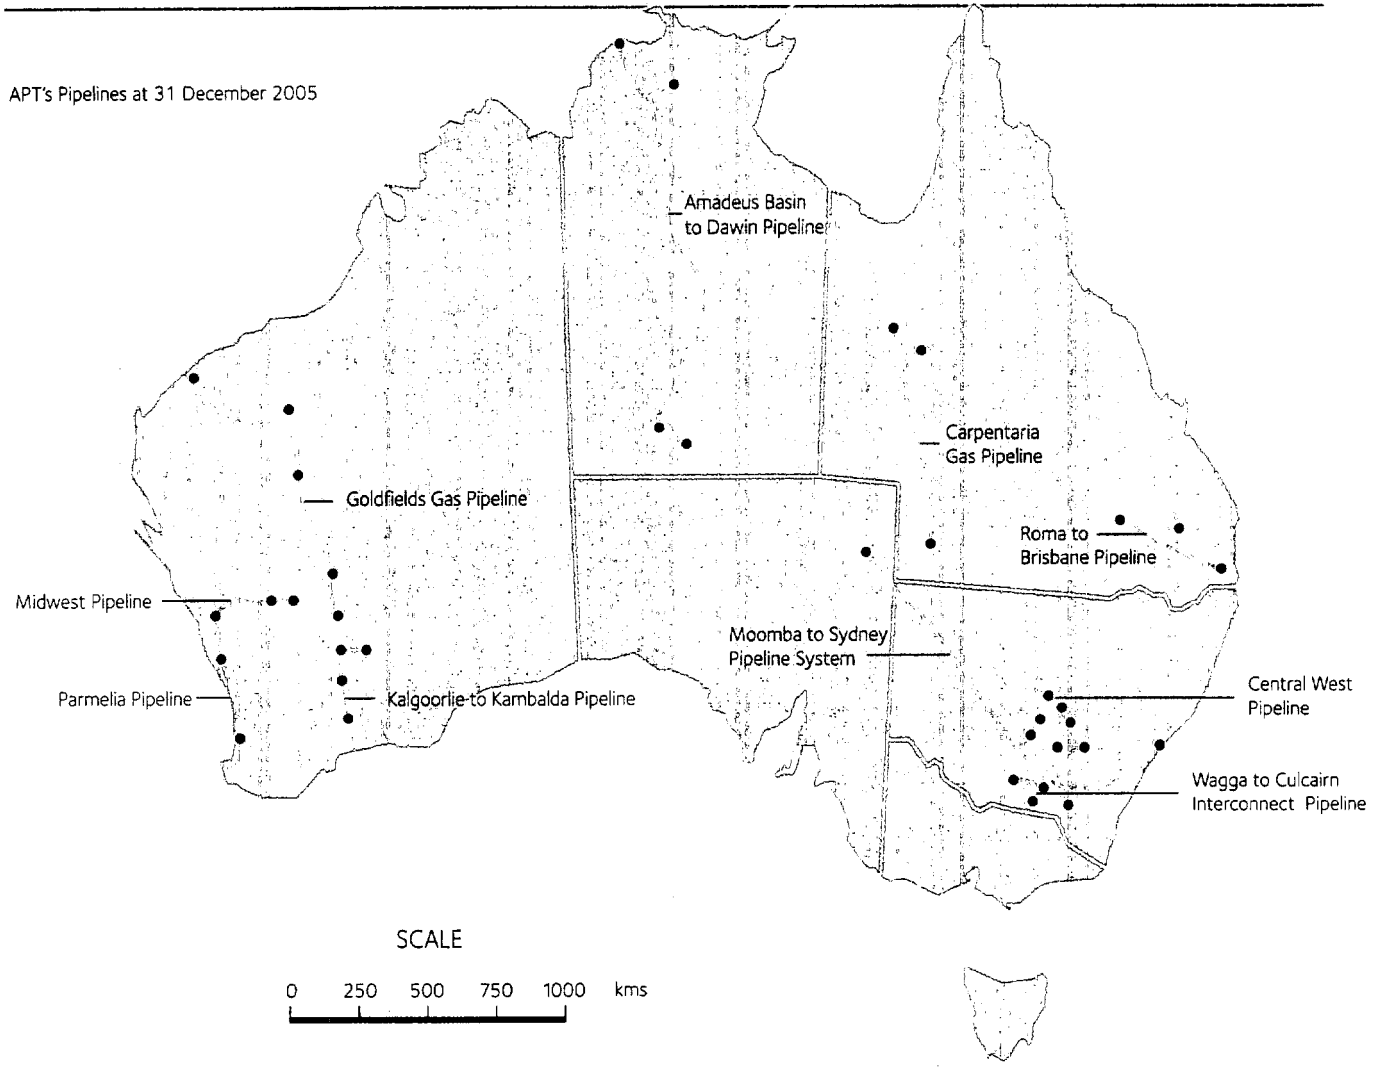 APT's Pipelines at 31 December 2005
Amadeus Basin
to Dawin Pipeline
Carpentaria
Gas Pipeline
Goldfields Gas Pipeline
Roma to
Brisbane Pipeline
Midwest Pipeline
Moomba to Sydney
Pipeline System
Parmelia Pipeline
Kalgoorlie to Kambalda Pipeline
Central West
Pipeline
Wagga to Culcairn
Interconnect Pipeline
SCALE
0 250 500 750 1000 kms